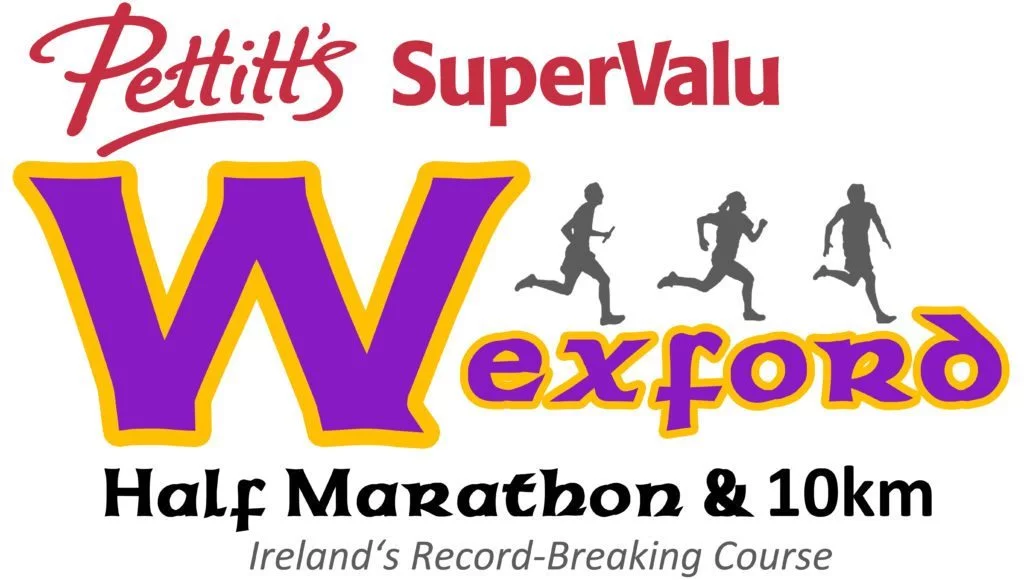 Pettitt's SuperValu
Wexford
Half Marathon & 10km
Ireland‘s Record-Breaking Course